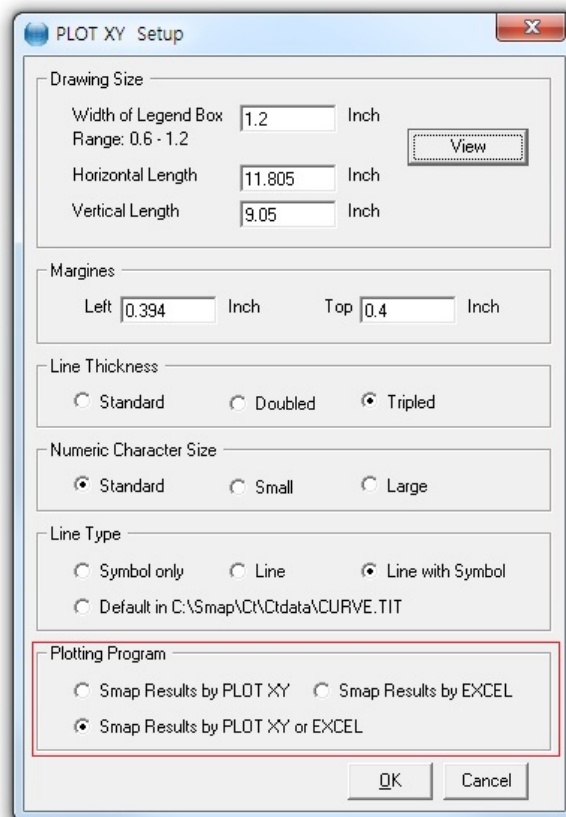 PLOT XY Setup
Drawing Size
Width of Legend Box 1.2 Inch
Range: 0.6 - 1.2
View
Horizontal Length 11.805 Inch
Vertical Length 9.05 Inch
Margines
Left 0.394 Inch Top 0.4 Inch
Line Thickness
Standard Doubled Tripled
Numeric Character Size
Standard Small Large
Line Type
Symbol only Line Line with Symbol
Default in C:\Smap\Ct\Ctdata\CURVE.TIT
Plotting Program
Smap Results by PLOT XY Smap Results by EXCEL
Smap Results by PLOT XY or EXCEL
OK Cancel